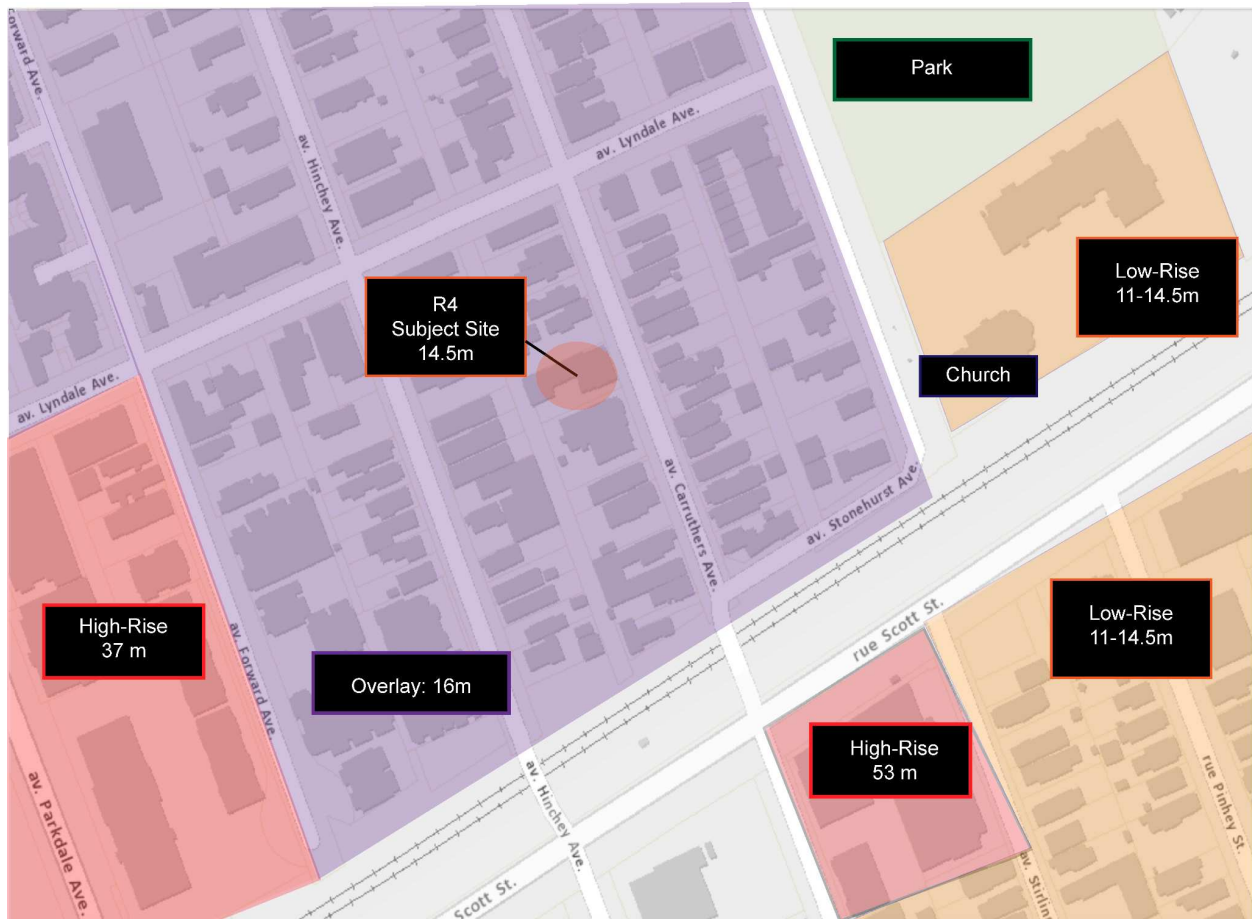 Forward Ave.
Park
av. Hinchey Ave.
av. Lyndale Ave.
Low-Rise
11-14.5m
R4
Subject Site
14.5m
Church
av. Lyndale Ave.
av. Carruthers Ave.
av. Stonehurst Ave.
High-Rise
37 m
av. Forward Ave.
Overlay: 16m
rue Scott St.
Low-Rise
11-14.5m
High-Rise
53 m
av. Parkdale Ave.
av. Hinchey Ave.
rue Pinhey St.
av. Stirlin
Scott St.